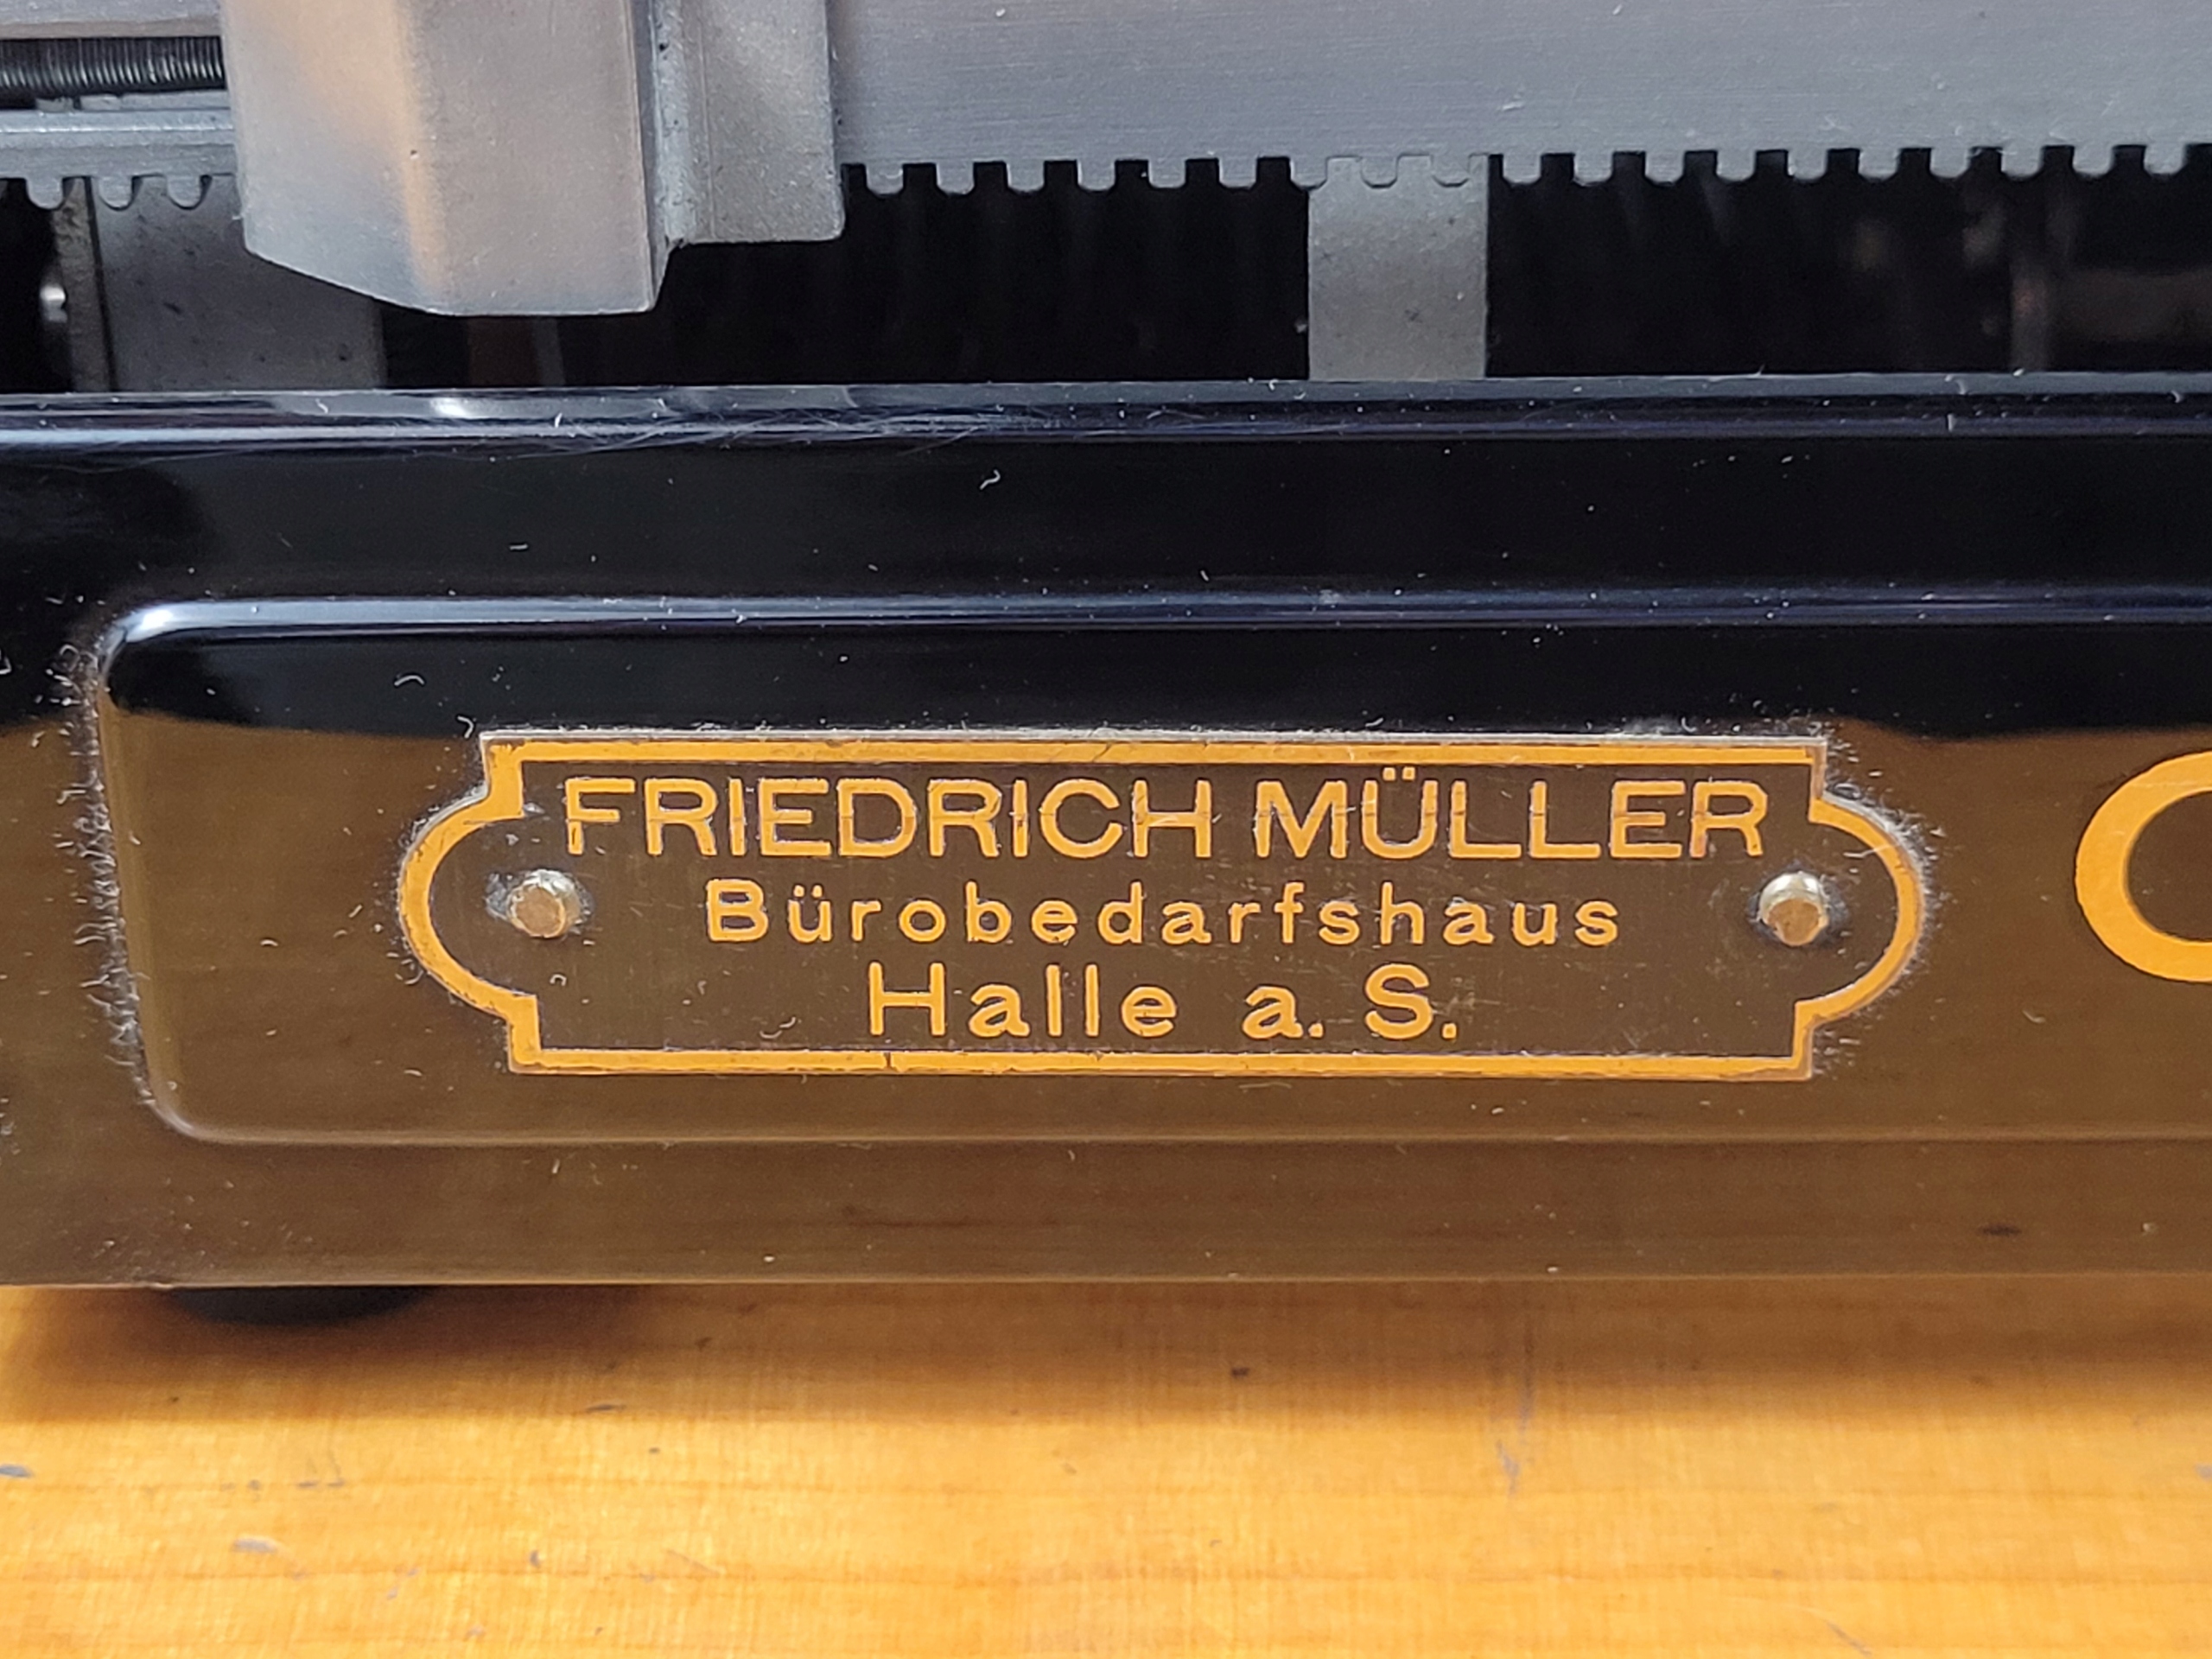 FRIEDRICH MÜLLER
Bürobedarfshaus
Halle a. S.